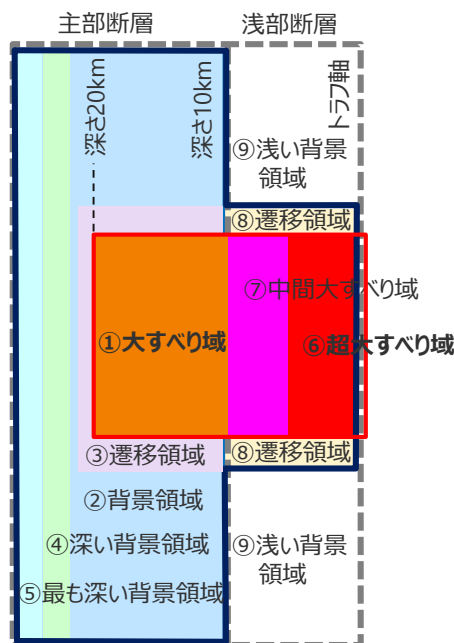 主部断層
浅部断層
深さ20km
深さ10km
トラフ軸
⑨浅い背景
領域
⑧遷移領域
⑦中間大すべり域
①大すべり域
⑥超大すべり域
③遷移領域
⑧遷移領域
②背景領域
④深い背景領域
⑨浅い背景
領域
⑤最も深い背景領域